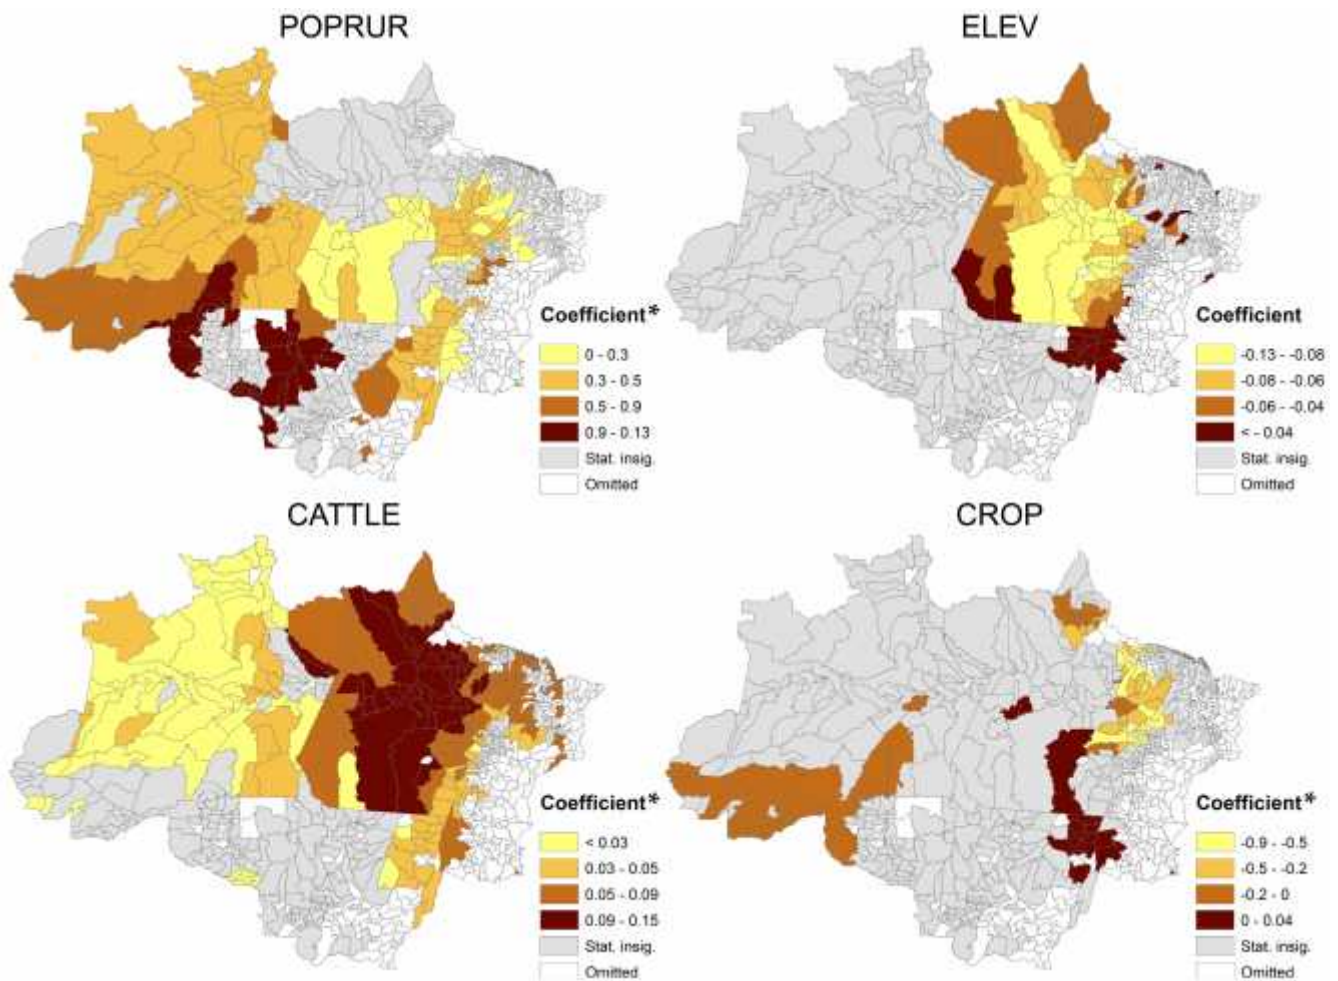 POPRUR
Coefficient*
0 - 0.3
0.3 - 0.5
0.5 - 0.9
0.9 - 0.13
Stat. insig.
Omitted
ELEV
Coefficient
-0.13 - -0.08
-0.08 - -0.06
-0.06 - -0.04
< - 0.04
Stat. insig.
Omitted
CATTLE
Coefficient*
< 0.03
0.03 - 0.05
0.05 - 0.09
0.09 - 0.15
Stat. insig.
Omitted
CROP
Coefficient*
-0.9 - -0.5
-0.5 - -0.2
-0.2 - 0
0 - 0.04
Stat. insig.
Omitted